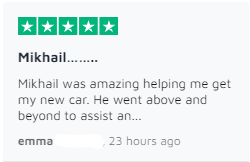 Mikhail……..
Mikhail was amazing helping me get
my new car. He went above and
beyond to assist an...
emma , 23 hours ago